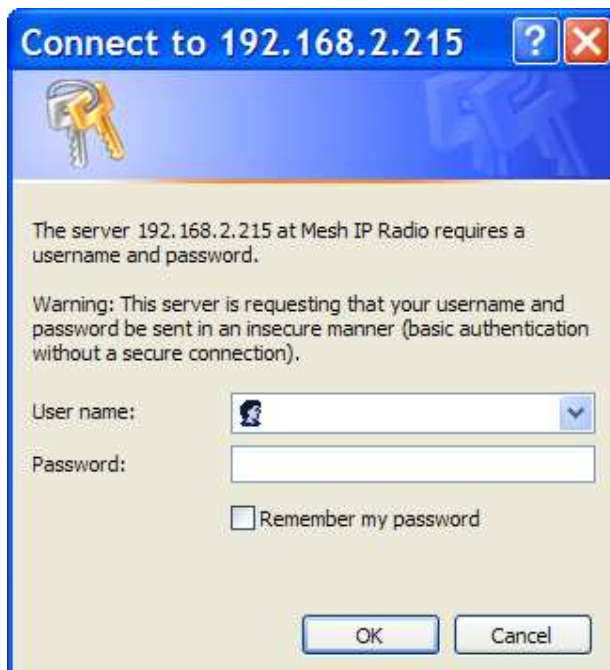 Connect to 192.168.2.215
The server 192.168.2.215 at Mesh IP Radio requires a
username and password.
Warning: This server is requesting that your username and
password be sent in an insecure manner (basic authentication
without a secure connection).
User name:
Password:
Remember my password
OK
Cancel